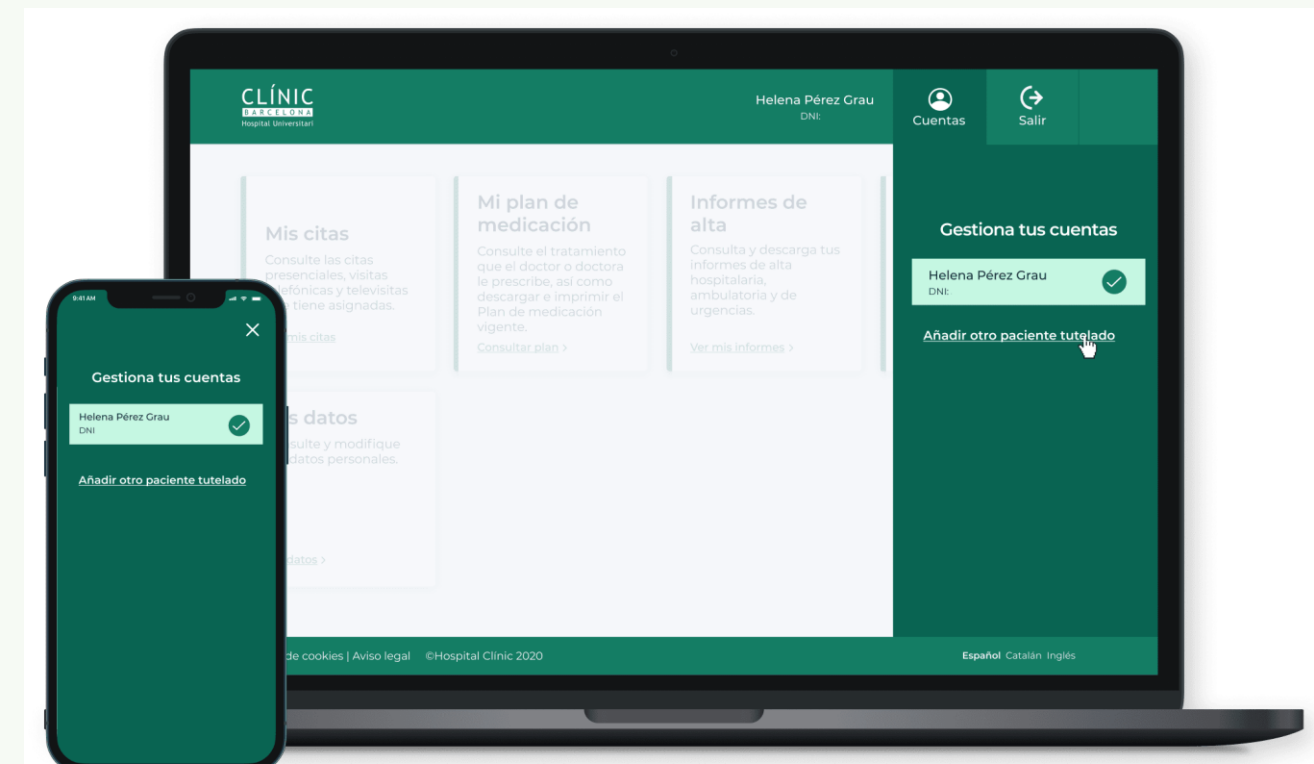 CLÍNIC
BARCELONA
Hospital Universitari
Helena Pérez Grau
DNI:
Cuentas
Salir
Mis citas
Consulte las citas
presenciales, visitas
telefónicas y televisitas
tiene asignadas.
mis citas
Mi plan de
medicación
Consulte el tratamiento
que el doctor o doctora
le prescribe, así como
descargar e imprimir el
Plan de medicación
vigente.
Consultar plan >
Informes de
alta
Consulta y descarga tus
informes de alta
hospitalaria,
ambulatoria y de
urgencias.
Ver mis informes >
datos
modifique
datos personales.
datos >
Gestiona tus cuentas
Helena Pérez Grau
DNI:
Añadir otro paciente tutelado
de cookies | Aviso legal ©Hospital Clínic 2020
Español Catalán Inglés
9:41 AM
Gestiona tus cuentas
Helena Pérez Grau
DNI
Añadir otro paciente tutelado